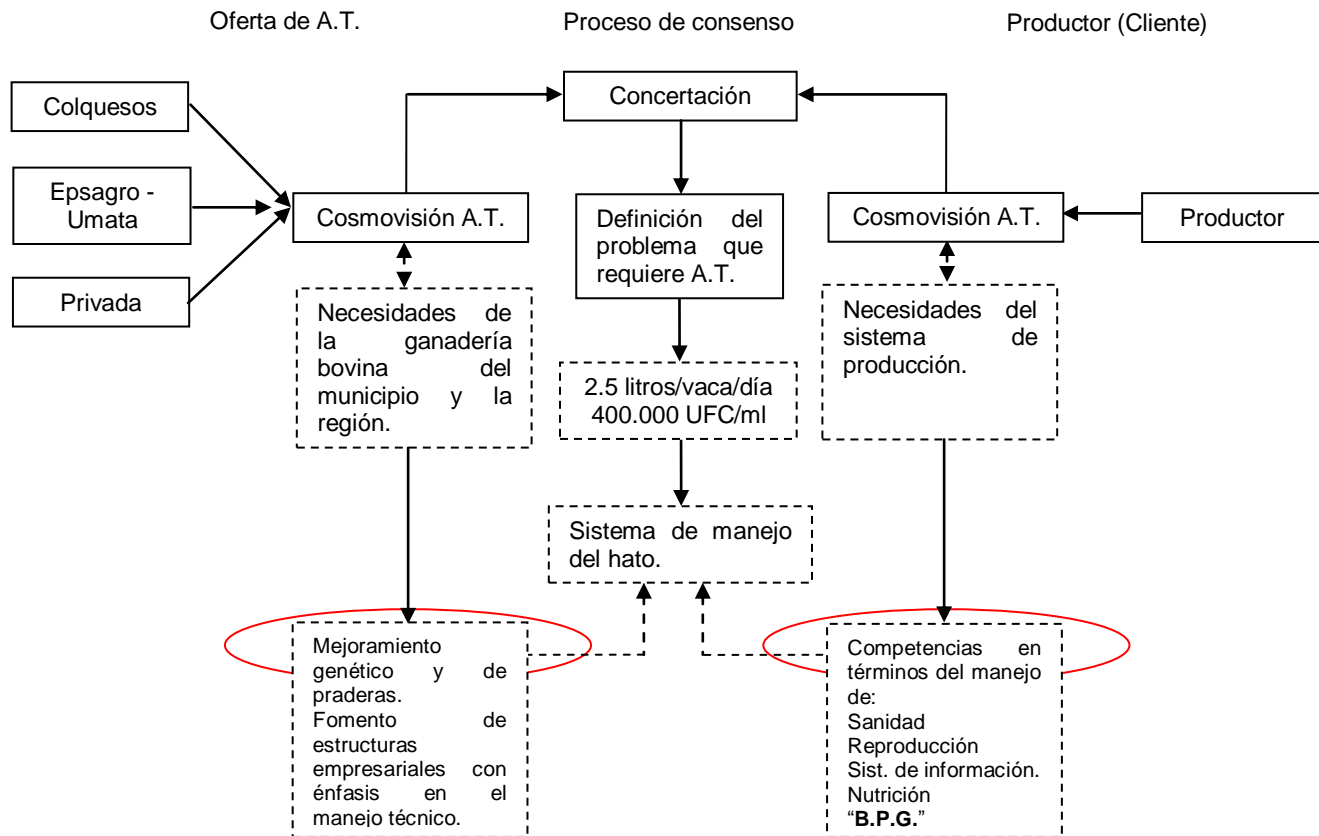 Oferta de A.T.
Proceso de consenso
Productor (Cliente)
Colquesos
Epsagro -
Umata
Privada
Cosmovisión A.T.
Necesidades de
la ganadería
bovina del
municipio y la
región.
Mejoramiento
genético y de
praderas.
Fomento de
estructuras
empresariales con
énfasis en el
manejo técnico.
Concertación
Definición del
problema que
requiere A.T.
2.5 litros/vaca/día
400.000 UFC/ml
Sistema de manejo
del hato.
Cosmovisión A.T.
Productor
Necesidades del
sistema de
producción.
Competencias en
términos del manejo
de:
Sanidad
Reproducción
Sist. de información.
Nutrición
“B.P.G.”